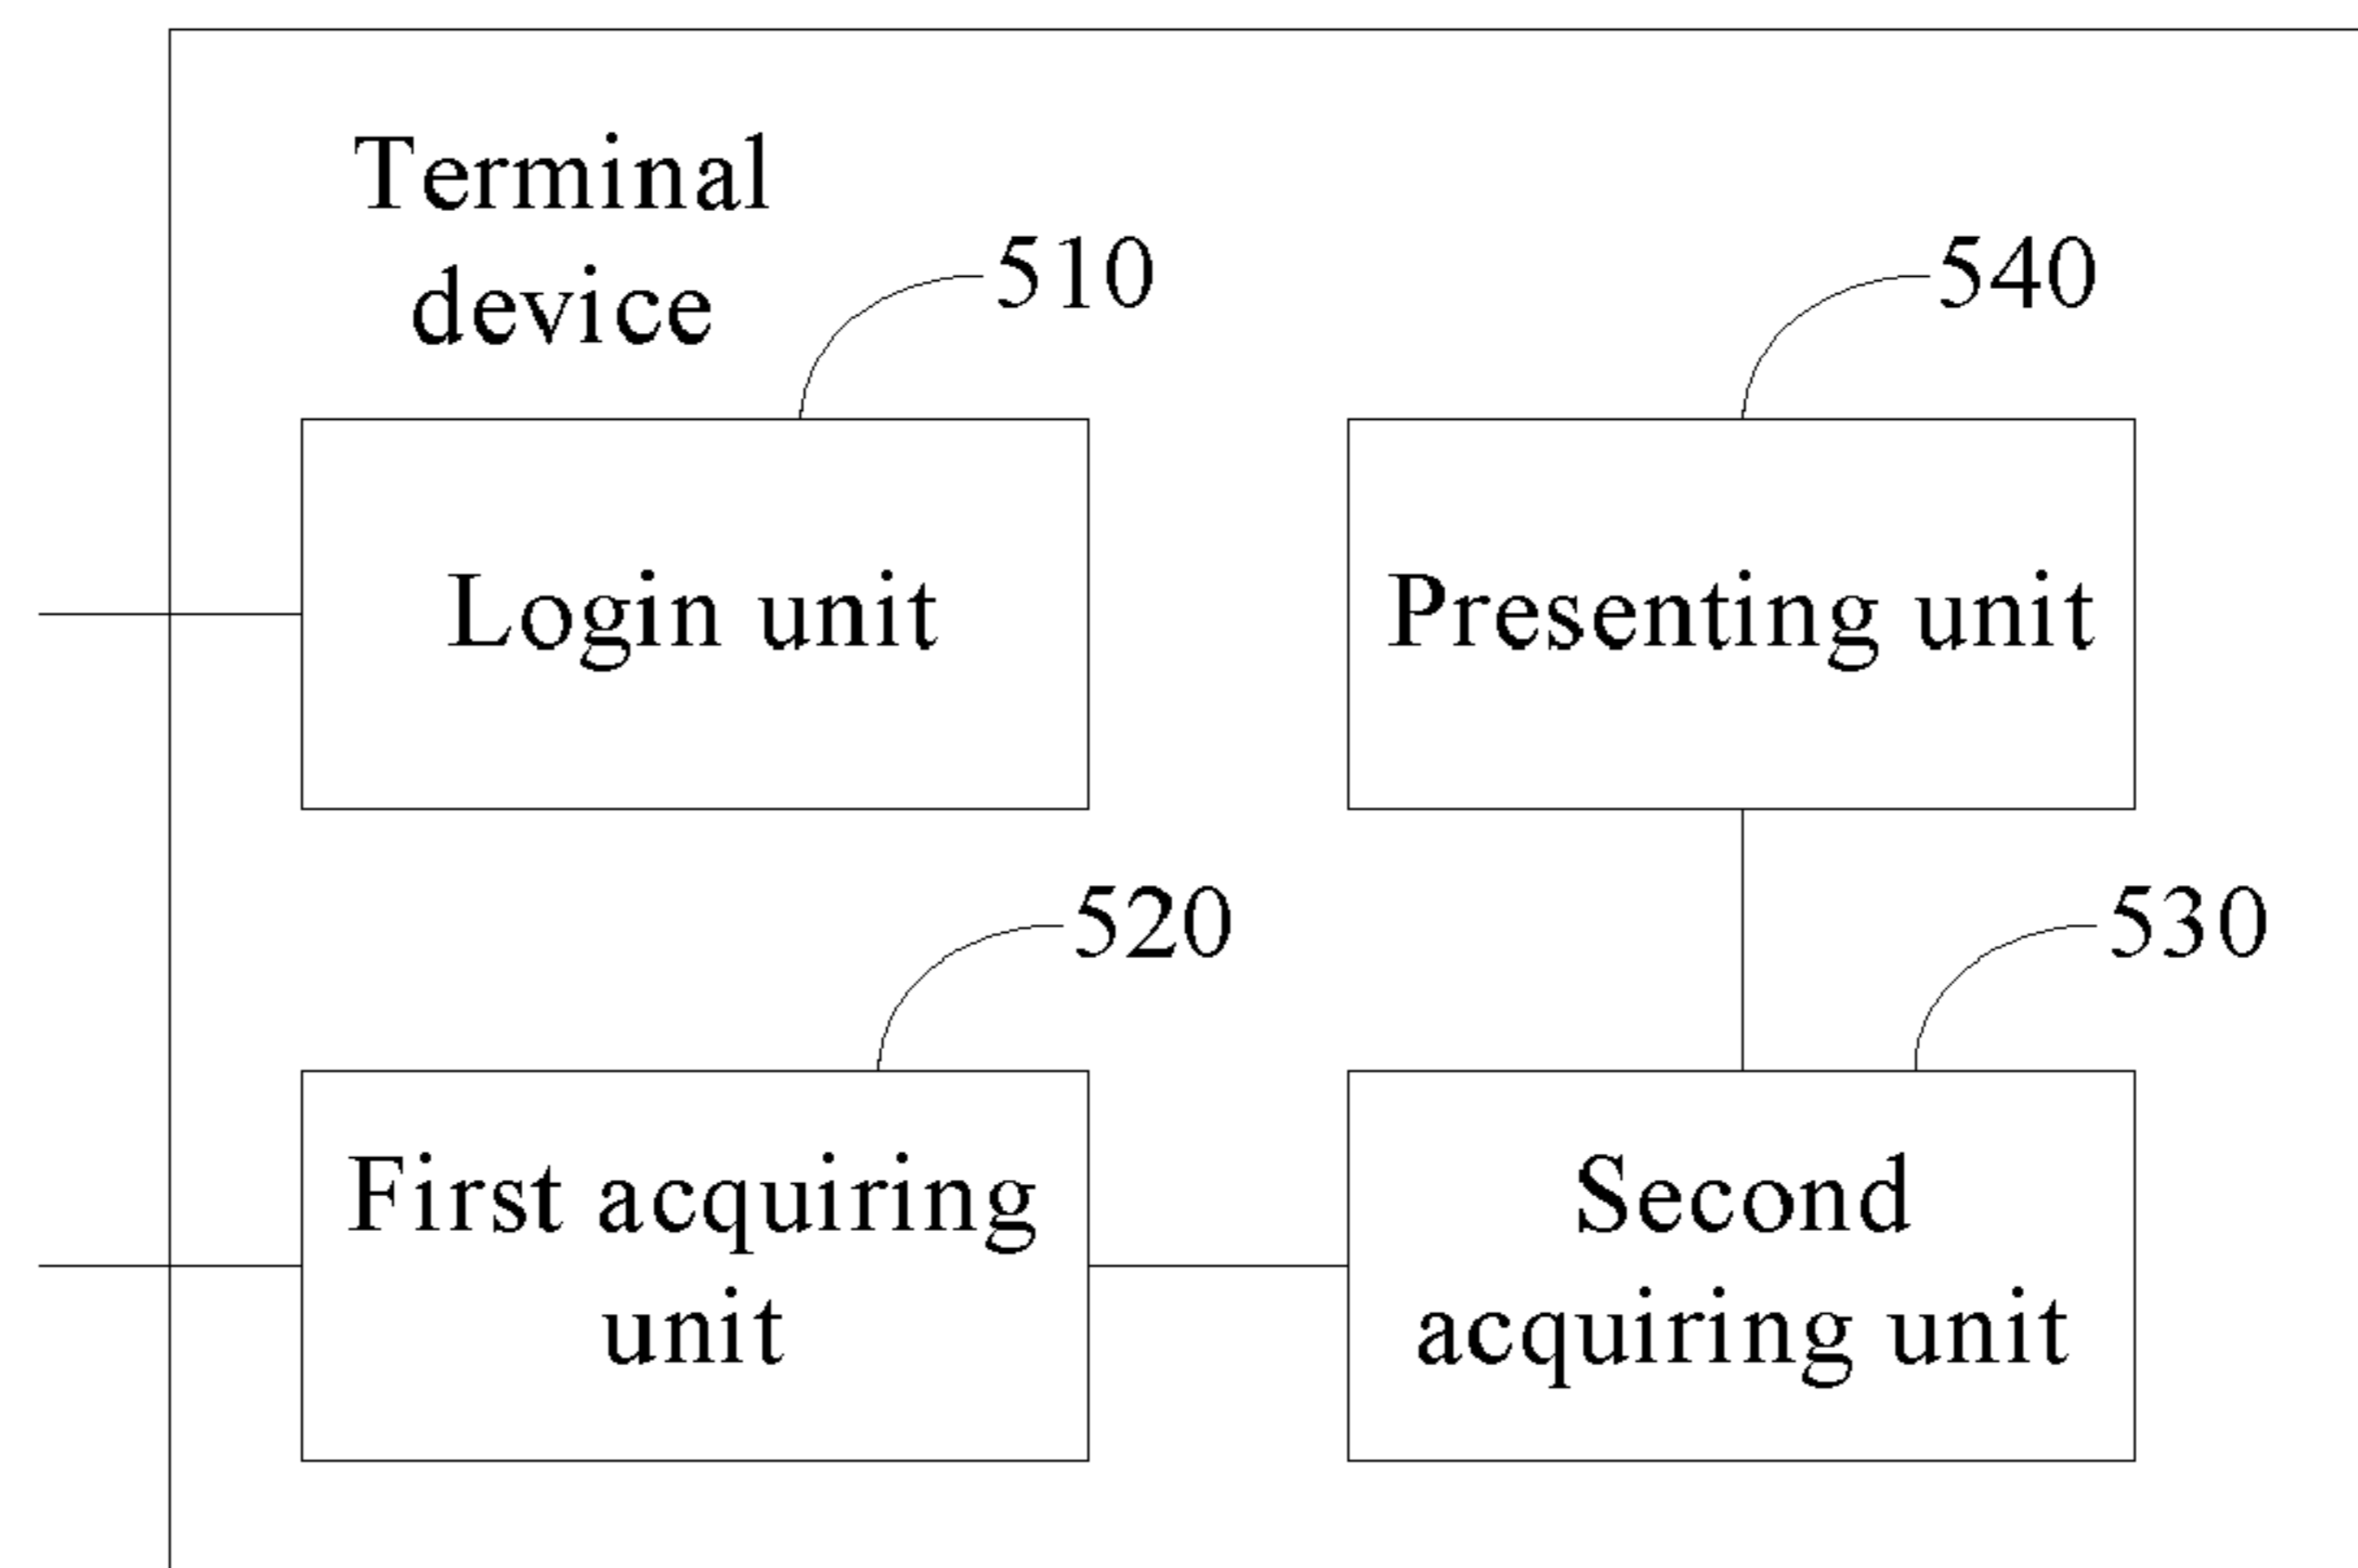 Terminal
device
510
540
Login unit
Presenting unit
520
530
First acquiring
unit
Second
acquiring unit